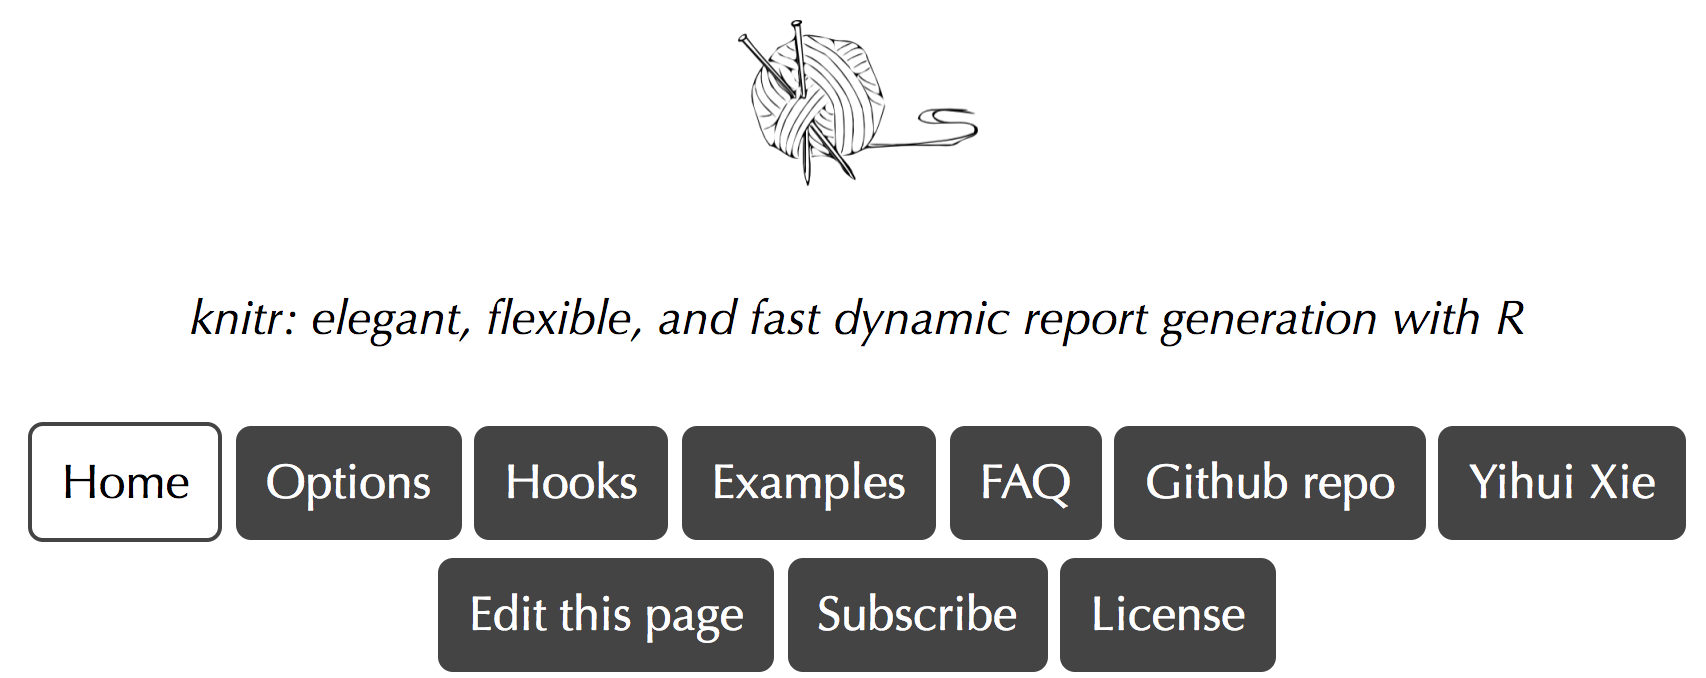 knitr: elegant, flexible, and fast dynamic report generation with R
Home Options Hooks Examples FAQ Github repo Yihui Xie
Edit this page Subscribe License